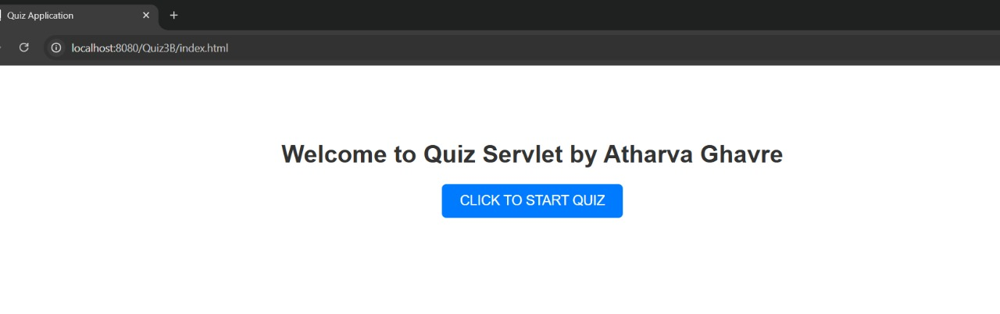 Quiz Application
localhost:8080/Quiz3B/index.html
Welcome to Quiz Servlet by Atharva Ghavre
CLICK TO START QUIZ